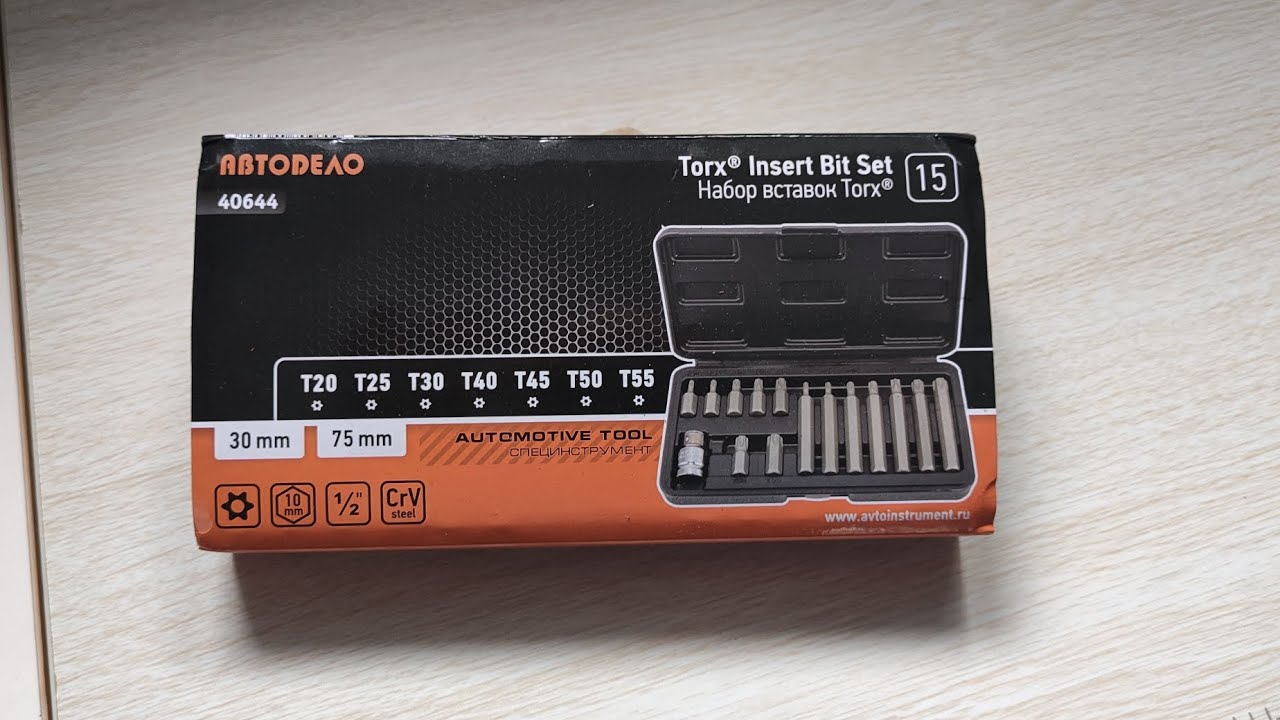 АВТОDЕЛО
40644
Torx® Insert Bit Set
Набор вставок Torx®
15
T20 T25 T30 T40 T45 T50 T55
30 mm 75 mm
AUTOMOTIVE TOOL
СПЕЦИНСТРУМЕНТ
10 mm
1/2"
CrV steel
www.avtoinstrument.ru